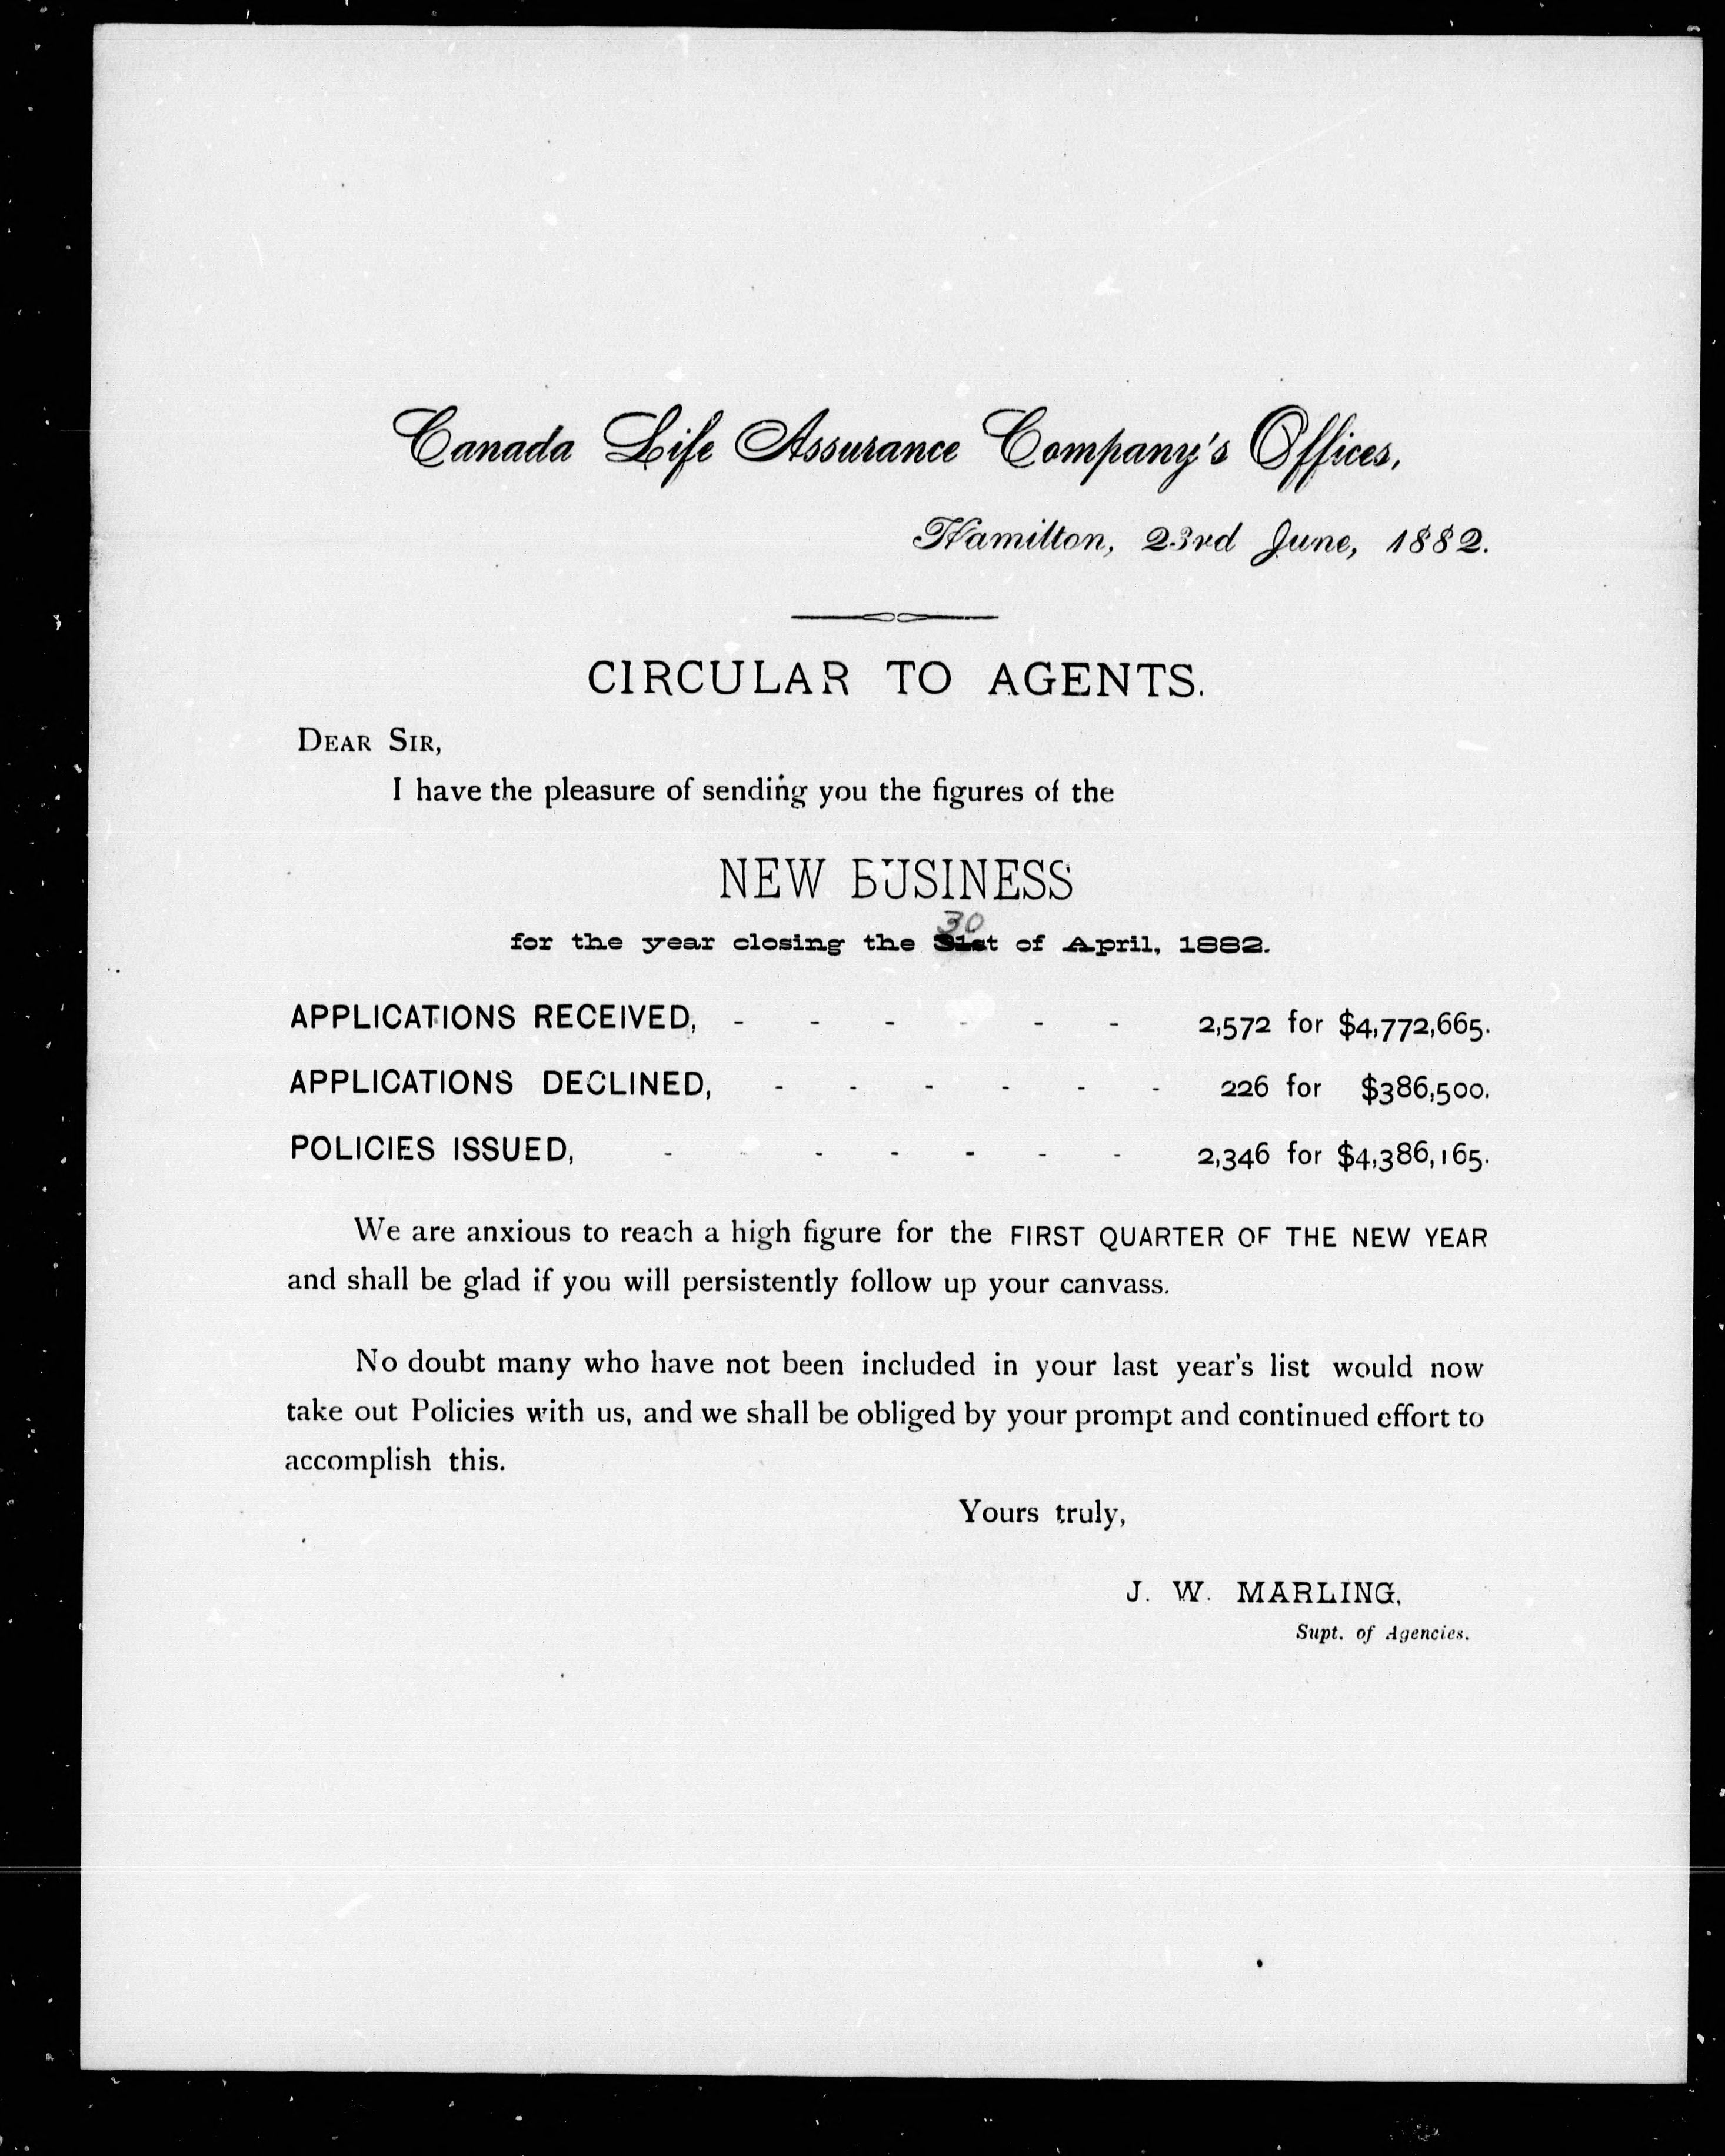 Canada Life Assurance Company's Offices,
Hamilton, 23rd June, 1882.
CIRCULAR TO AGENTS.
DEAR SIR,
I have the pleasure of sending you the figures of the
NEW BUSINESS
30
for the year closing the 31st of April, 1882.
APPLICATIONS RECEIVED, - - - - - - 2,572 for $4,772,665.
APPLICATIONS DECLINED, - - - - - - 226 for $386,500.
POLICIES ISSUED, - - - - - - - 2,346 for $4,386,165.
We are anxious to reach a high figure for the FIRST QUARTER OF THE NEW YEAR
and shall be glad if you will persistently follow up your canvass.
No doubt many who have not been included in your last year's list would now
take out Policies with us, and we shall be obliged by your prompt and continued effort to
accomplish this.
Yours truly,
J. W. MARLING,
Supt. of Agencies.